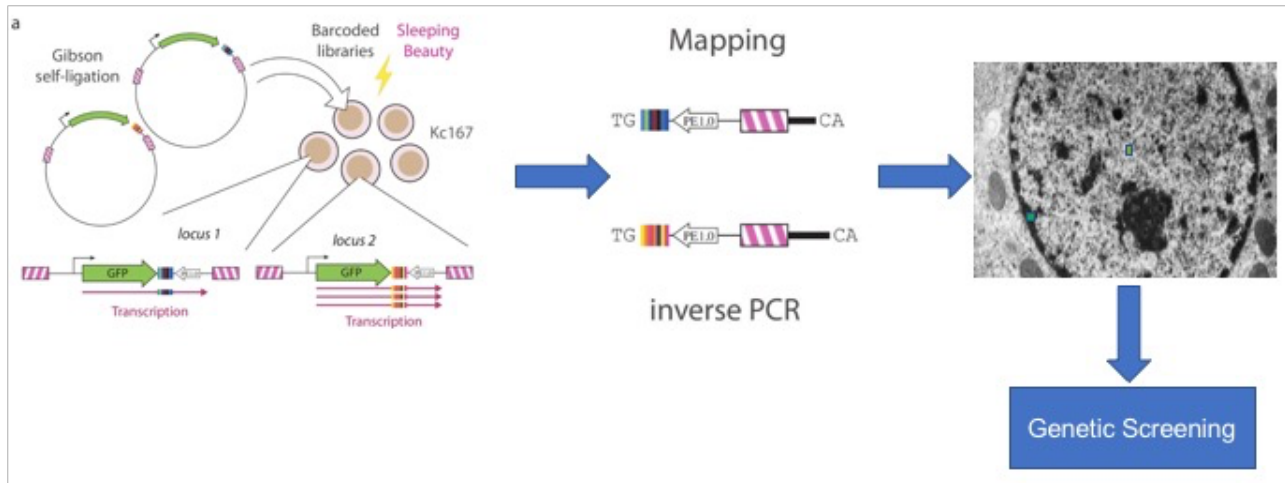 a
Gibson
self-ligation
Barcoded
libraries
Sleeping
Beauty
Kc167
locus 1
locus 2
GFP
GFP
Transcription
Transcription
Mapping
TG
PE1.0
CA
TG
PE1.0
CA
inverse PCR
Genetic Screening